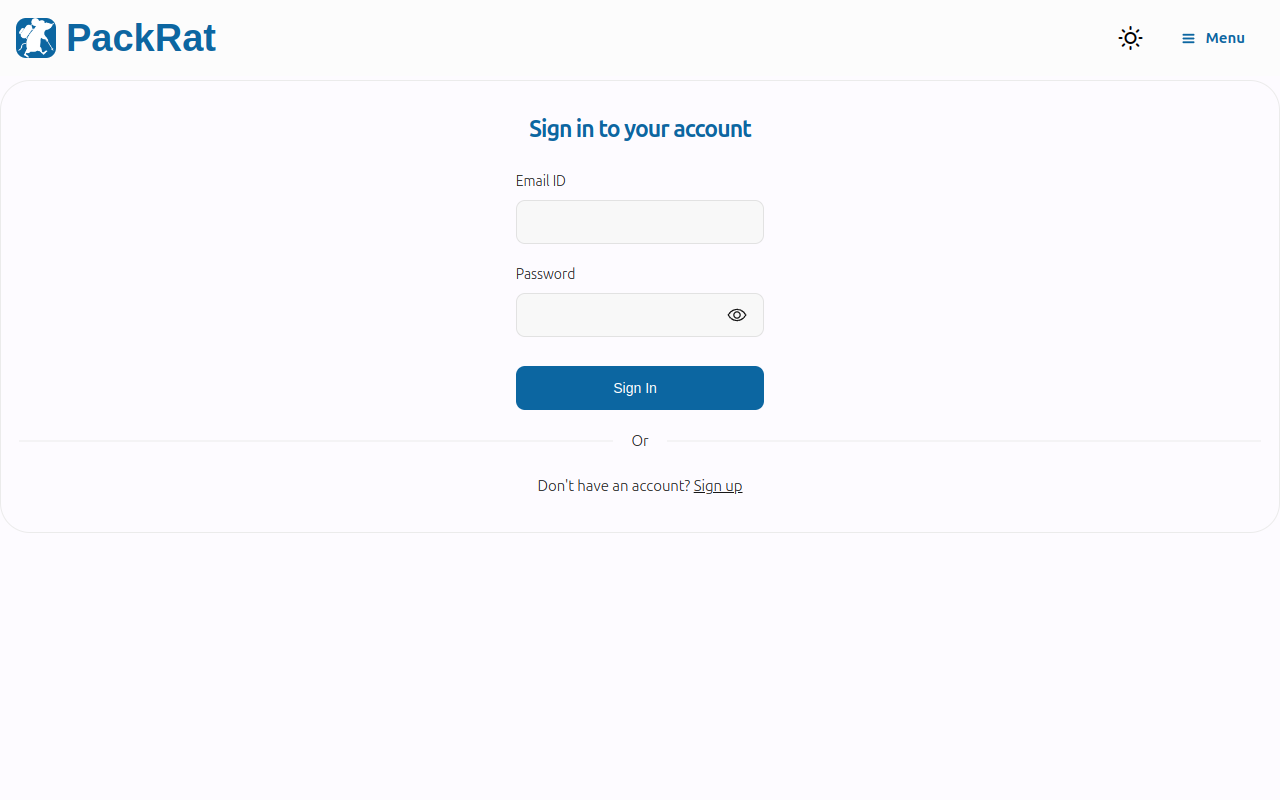 PackRat
Menu
Sign in to your account
Email ID
Password
Sign In
Or
Don't have an account? Sign up